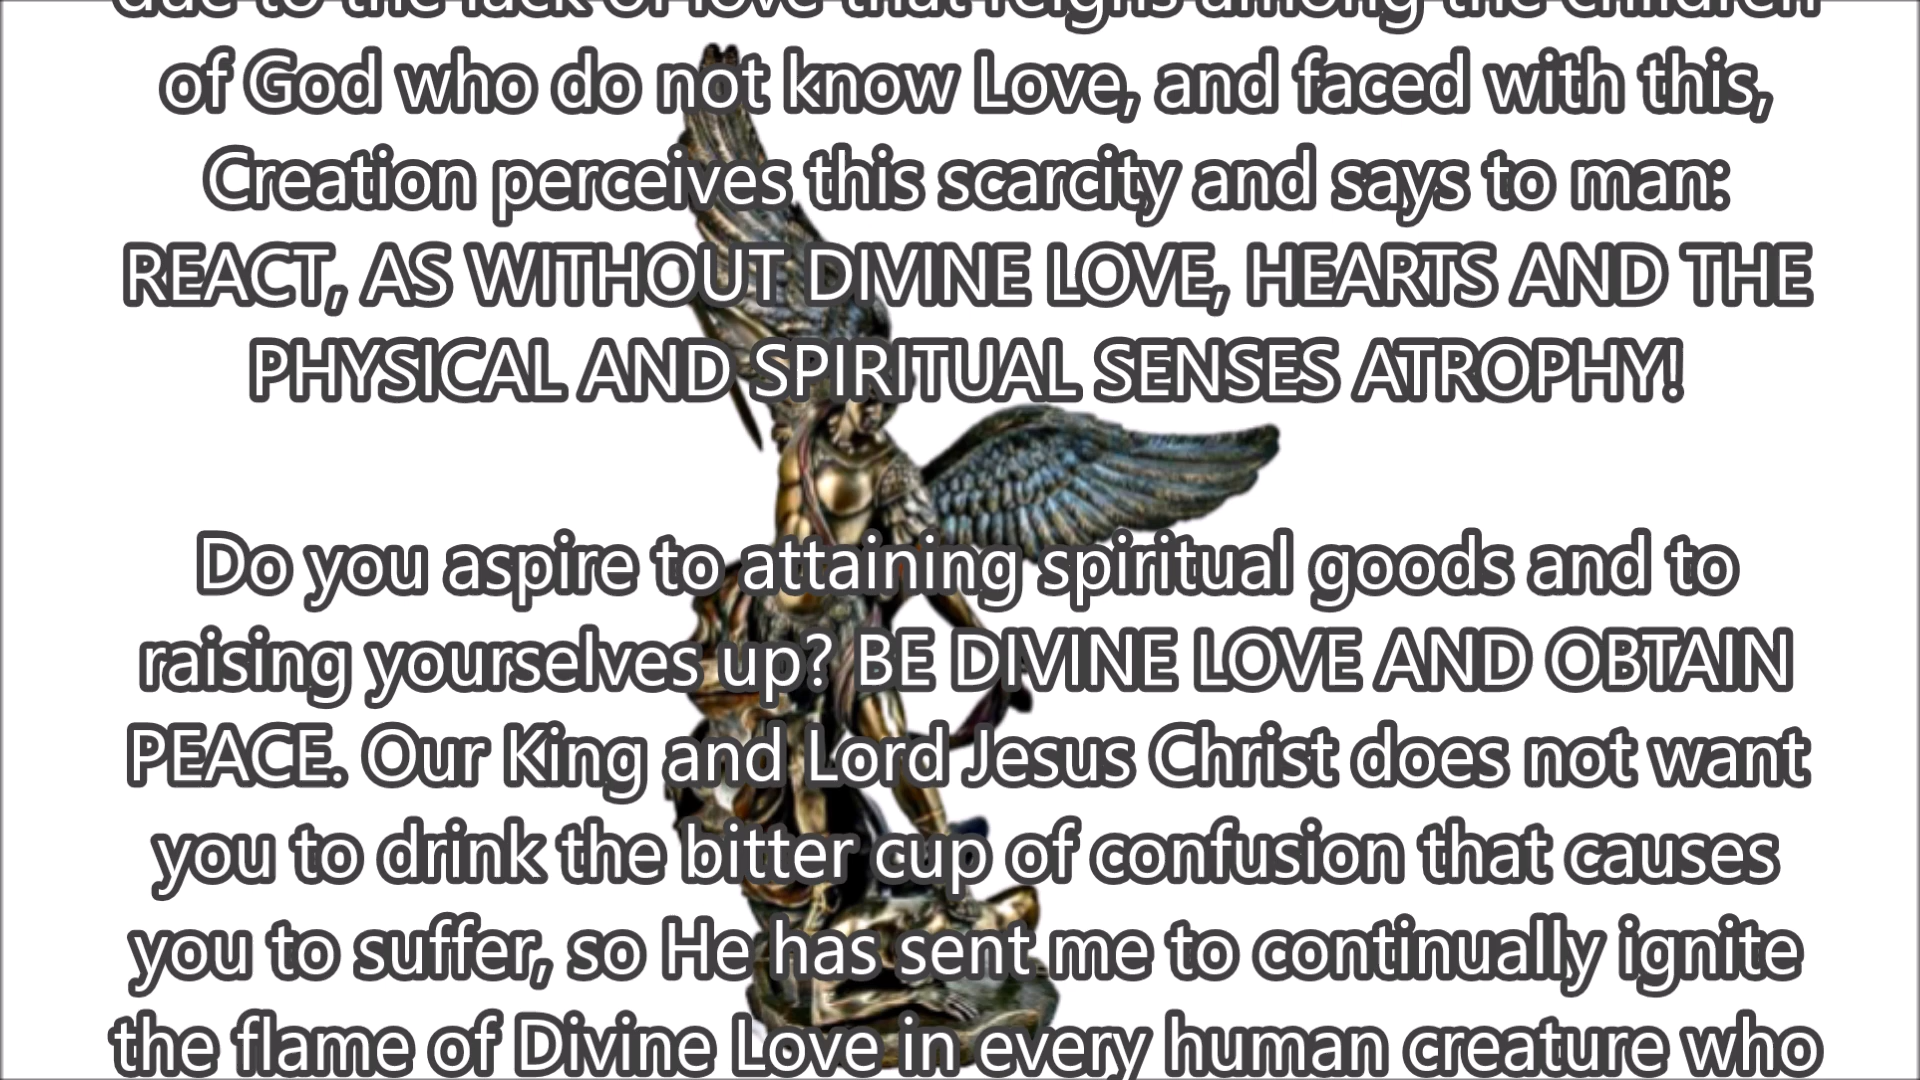 due to the lack of love that reigns among the children
of God who do not know Love, and faced with this,
Creation perceives this scarcity and says to man:
REACT, AS WITHOUT DIVINE LOVE, HEARTS AND THE
PHYSICAL AND SPIRITUAL SENSES ATROPHY!
Do you aspire to attaining spiritual goods and to
raising yourselves up? BE DIVINE LOVE AND OBTAIN
PEACE. Our King and Lord Jesus Christ does not want
you to drink the bitter cup of confusion that causes
you to suffer, so He has sent me to continually ignite
the flame of Divine Love in every human creature who